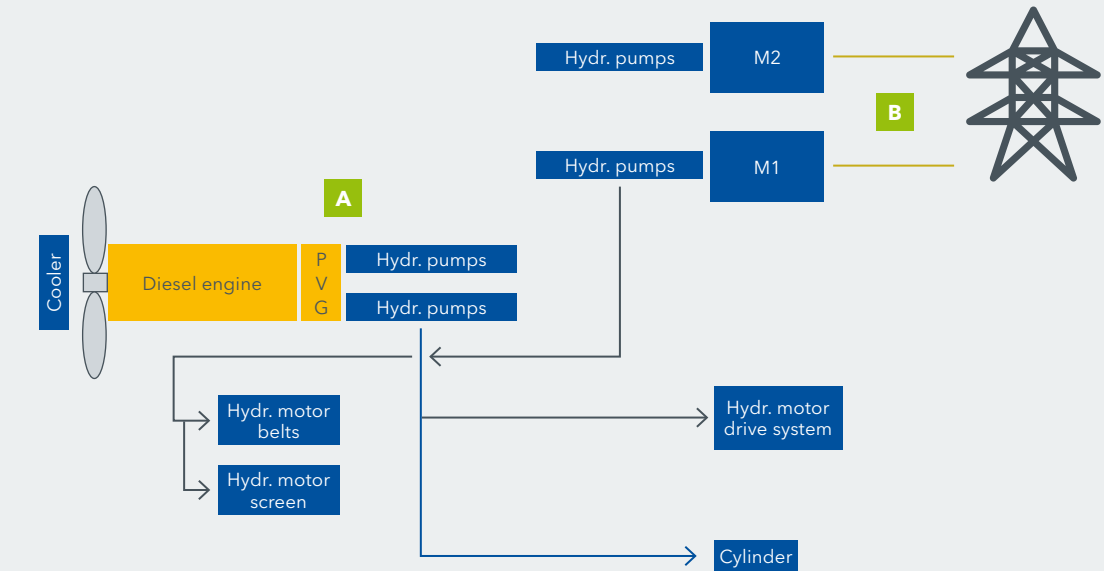 Hydr. pumps
M2
B
Hydr. pumps
M1
A
Cooler
Diesel engine
P
V
G
Hydr. pumps
Hydr. pumps
Hydr. motor
belts
Hydr. motor
drive system
Hydr. motor
screen
Cylinder